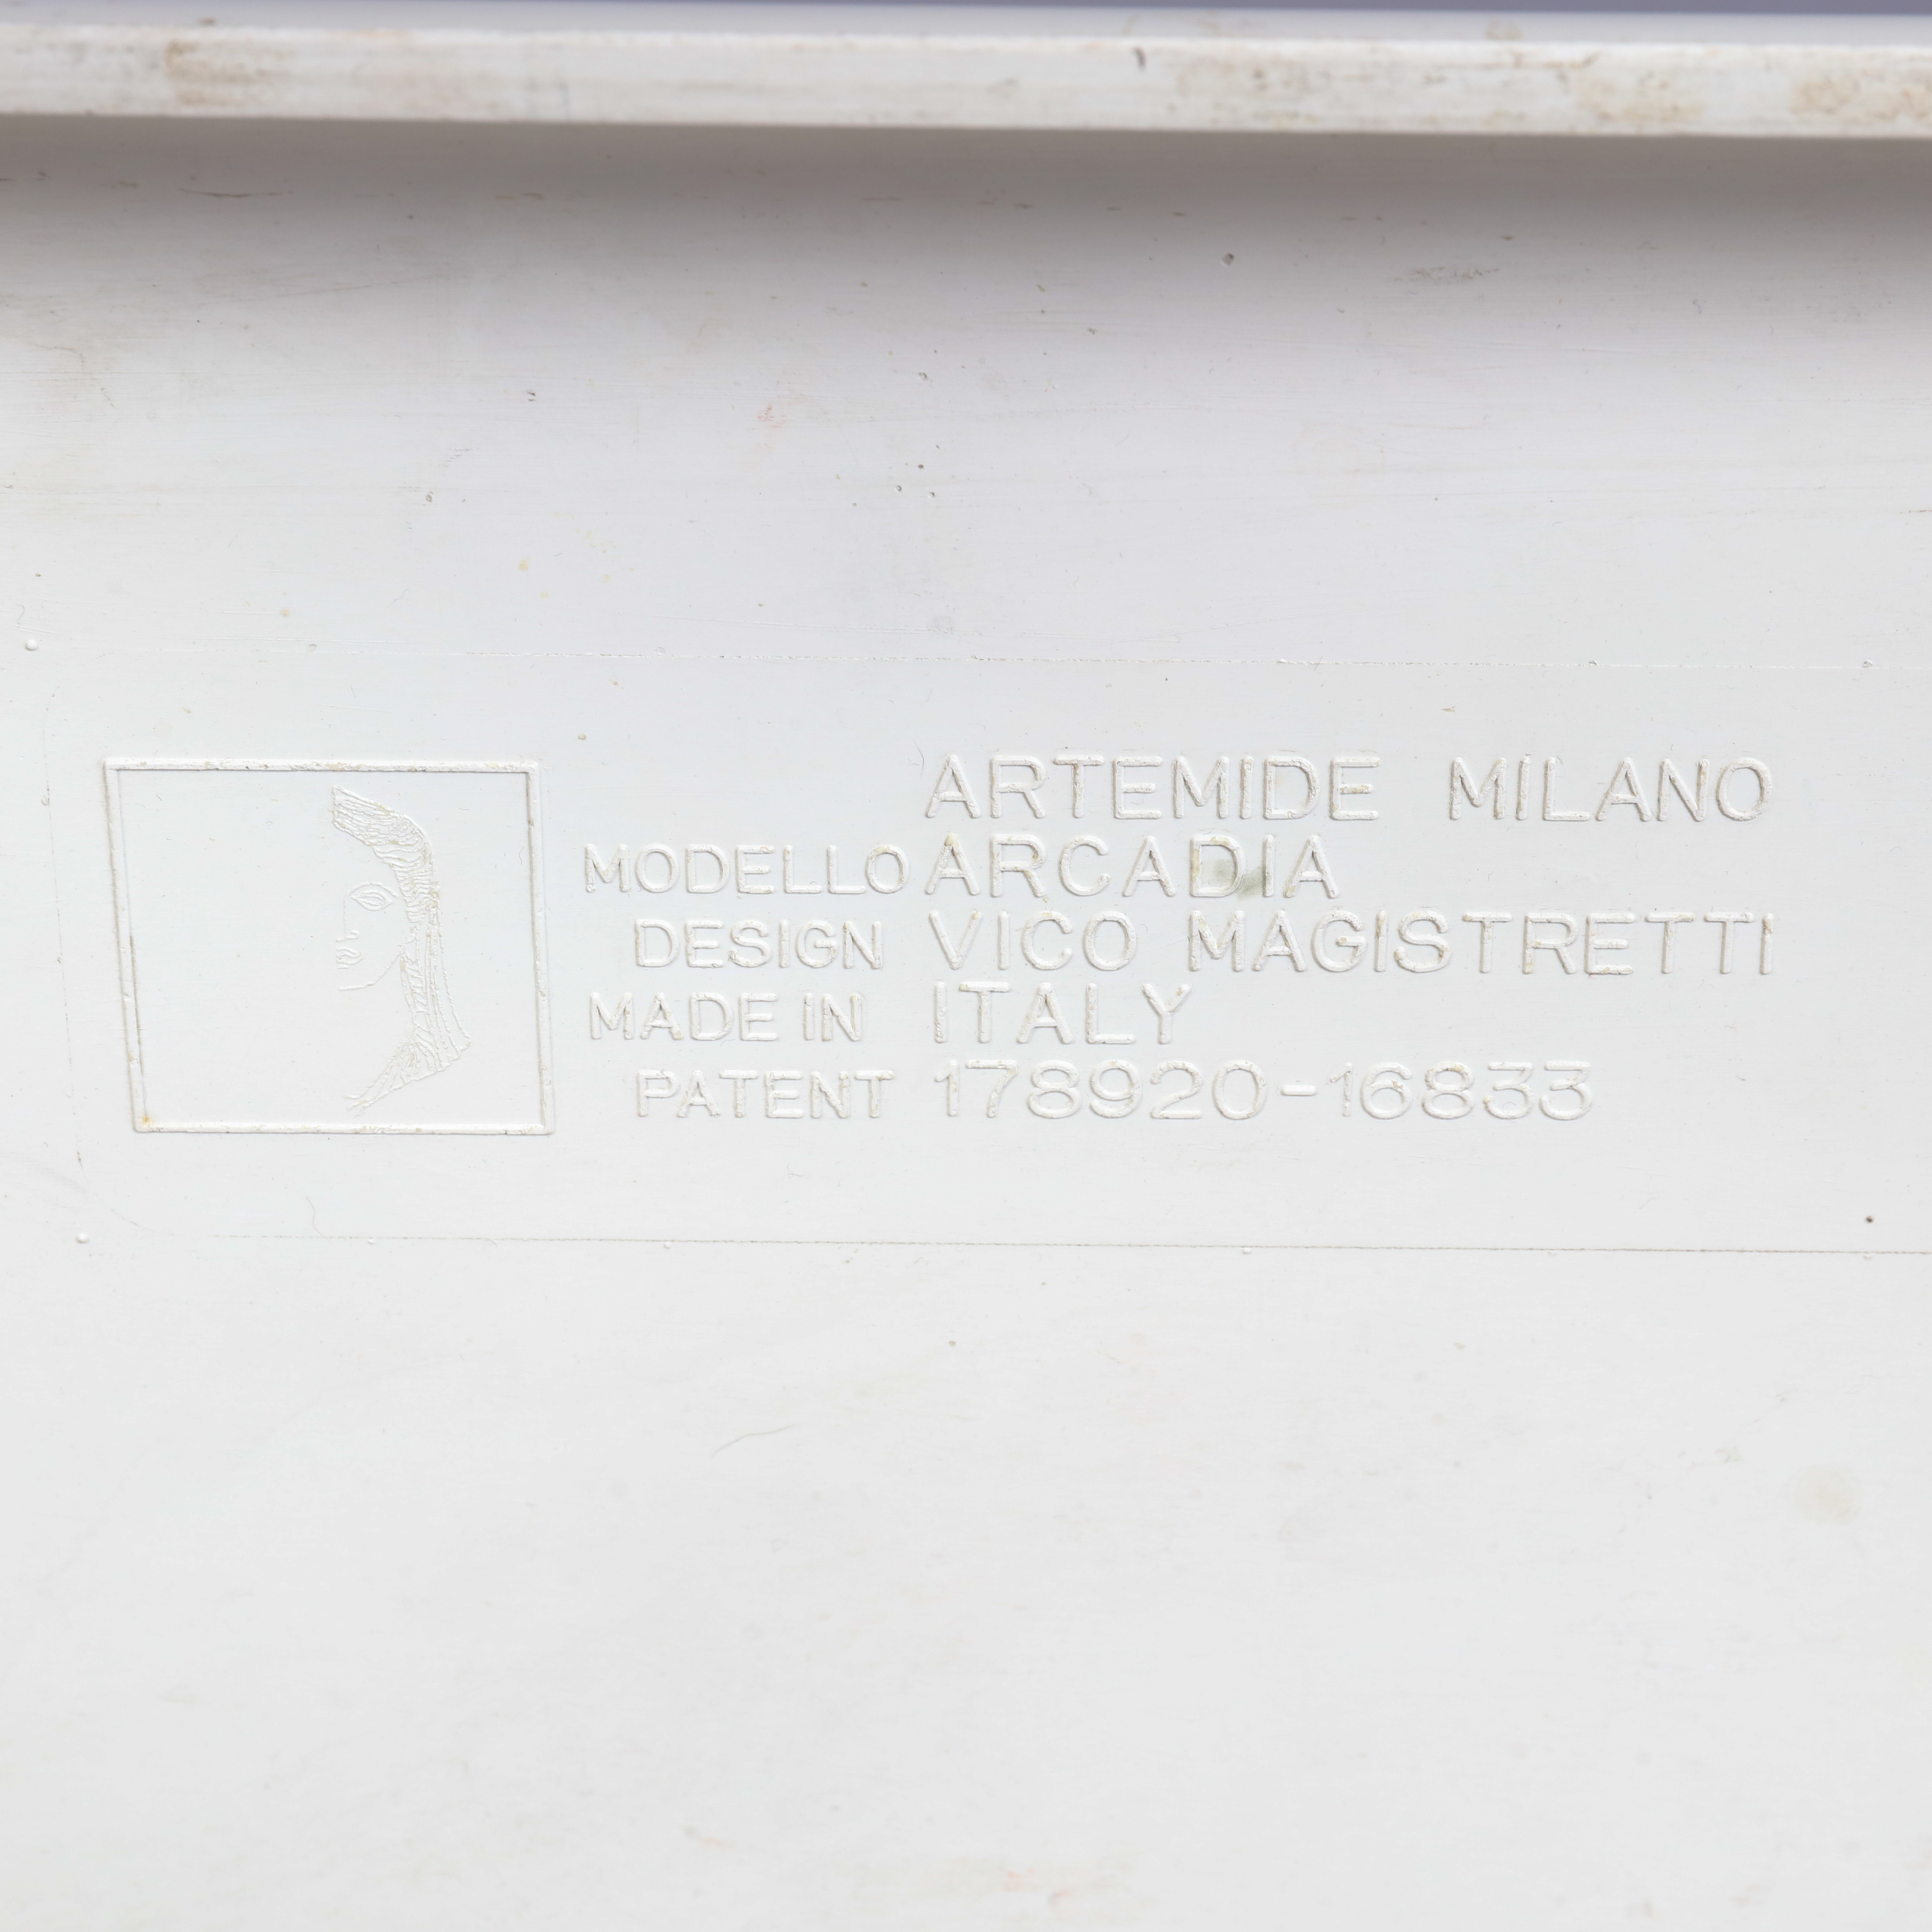 ARTEMIDE MILANO
MODELLO ARCADIA
DESIGN VICO MAGISTRETTI
MADE IN ITALY
PATENT 178920-16833